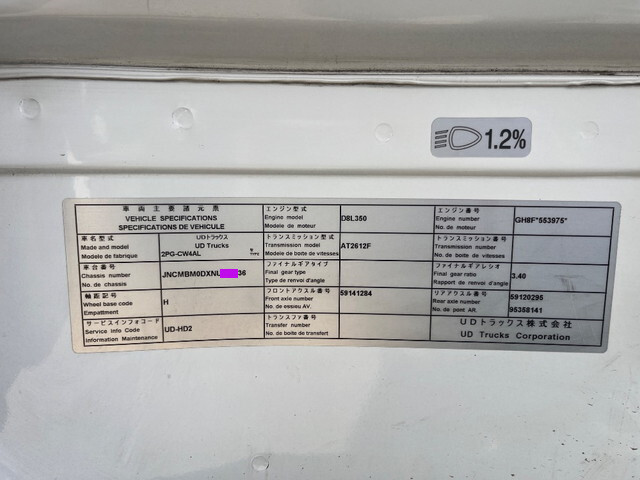 1.2%
車両主要諸元表
VEHICLE SPECIFICATIONS
SPECIFICATIONS DE VEHICULE
車名型式
Made and model
Modele de fabrique
UDトラックス
UD Trucks
2PG-CW4AL
型 TYPE
車台番号
Chassis number
No. de chassis
JNCMBM0DXNU 36
軸距記号
Wheel base code
Empattment
H
サービスインフォコード
Service info Code
Information Maintenance
UD-HD2
エンジン型式
Engine model
Modele de moteur
D8L350
トランスミッション型式
Transmission model
Modele de boite de vitesses
AT2612F
ファイナルギアタイプ
Final gear type
Type de renvoi d'angle
フロントアクスル番号
Front axle number
No. de essieu AV.
59141284
トランスファ番号
Transfer number
No. de boite de transfert
エンジン番号
Engine number
No. de moteur
GH8F*553975*
トランスミッション番号
Transmission number
No. de boite de vitesses
ファイナルギアレシオ
Final gear ratio
Rapport de renvoi d'angle
3.40
リアアクスル番号
Rear axle number
No. de pont AR.
59120295
95358141
UDトラックス株式会社
UD Trucks Corporation